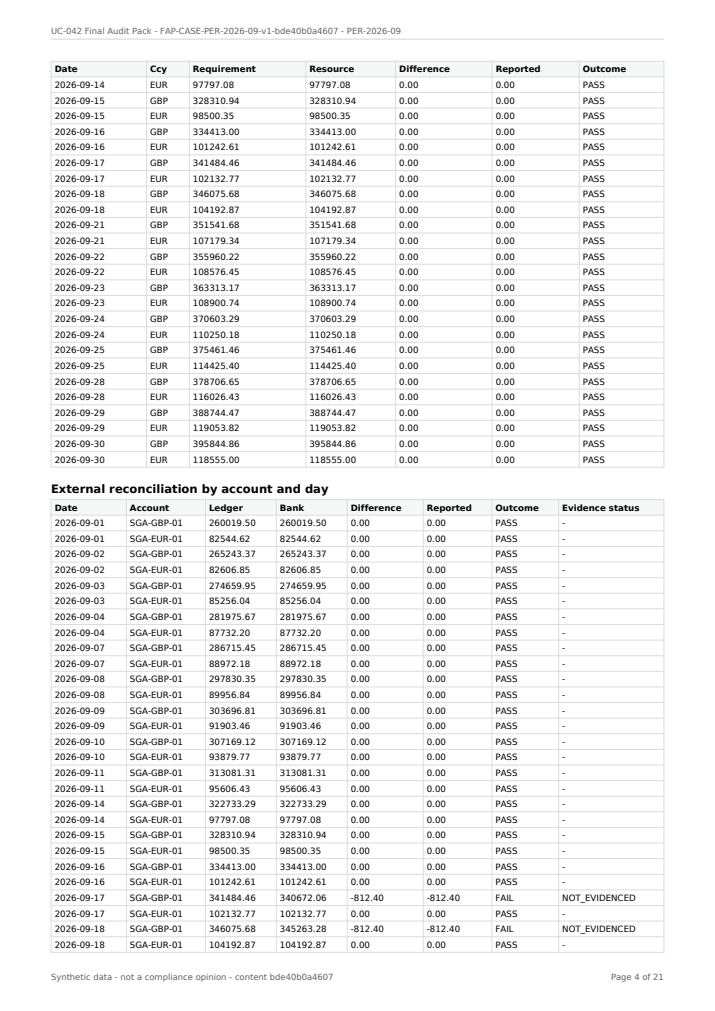 UC-042 Final Audit Pack - FAP-CASE-PER-2026-09-v1-bde40b0a4607 - PER-2026-09
Date Ccy Requirement Resource Difference Reported Outcome
2026-09-14 EUR 97797.08 97797.08 0.00 0.00 PASS
2026-09-15 GBP 328310.94 328310.94 0.00 0.00 PASS
2026-09-15 EUR 98500.35 98500.35 0.00 0.00 PASS
2026-09-16 GBP 334413.00 334413.00 0.00 0.00 PASS
2026-09-16 EUR 101242.61 101242.61 0.00 0.00 PASS
2026-09-17 GBP 341484.46 341484.46 0.00 0.00 PASS
2026-09-17 EUR 102132.77 102132.77 0.00 0.00 PASS
2026-09-18 GBP 346075.68 346075.68 0.00 0.00 PASS
2026-09-18 EUR 104192.87 104192.87 0.00 0.00 PASS
2026-09-21 GBP 351541.68 351541.68 0.00 0.00 PASS
2026-09-21 EUR 107179.34 107179.34 0.00 0.00 PASS
2026-09-22 GBP 355960.22 355960.22 0.00 0.00 PASS
2026-09-22 EUR 108576.45 108576.45 0.00 0.00 PASS
2026-09-23 GBP 363313.17 363313.17 0.00 0.00 PASS
2026-09-23 EUR 108900.74 108900.74 0.00 0.00 PASS
2026-09-24 GBP 370603.29 370603.29 0.00 0.00 PASS
2026-09-24 EUR 110250.18 110250.18 0.00 0.00 PASS
2026-09-25 GBP 375461.46 375461.46 0.00 0.00 PASS
2026-09-25 EUR 114425.40 114425.40 0.00 0.00 PASS
2026-09-28 GBP 378706.65 378706.65 0.00 0.00 PASS
2026-09-28 EUR 116026.43 116026.43 0.00 0.00 PASS
2026-09-29 GBP 388744.47 388744.47 0.00 0.00 PASS
2026-09-29 EUR 119053.82 119053.82 0.00 0.00 PASS
2026-09-30 GBP 395844.86 395844.86 0.00 0.00 PASS
2026-09-30 EUR 118555.00 118555.00 0.00 0.00 PASS
External reconciliation by account and day
Date Account Ledger Bank Difference Reported Outcome Evidence status
2026-09-01 SGA-GBP-01 260019.50 260019.50 0.00 0.00 PASS -
2026-09-01 SGA-EUR-01 82544.62 82544.62 0.00 0.00 PASS -
2026-09-02 SGA-GBP-01 265243.37 265243.37 0.00 0.00 PASS -
2026-09-02 SGA-EUR-01 82606.85 82606.85 0.00 0.00 PASS -
2026-09-03 SGA-GBP-01 274659.95 274659.95 0.00 0.00 PASS -
2026-09-03 SGA-EUR-01 85256.04 85256.04 0.00 0.00 PASS -
2026-09-04 SGA-GBP-01 281975.67 281975.67 0.00 0.00 PASS -
2026-09-04 SGA-EUR-01 87732.20 87732.20 0.00 0.00 PASS -
2026-09-07 SGA-GBP-01 286715.45 286715.45 0.00 0.00 PASS -
2026-09-07 SGA-EUR-01 88972.18 88972.18 0.00 0.00 PASS -
2026-09-08 SGA-GBP-01 297830.35 297830.35 0.00 0.00 PASS -
2026-09-08 SGA-EUR-01 89956.84 89956.84 0.00 0.00 PASS -
2026-09-09 SGA-GBP-01 303696.81 303696.81 0.00 0.00 PASS -
2026-09-09 SGA-EUR-01 91903.46 91903.46 0.00 0.00 PASS -
2026-09-10 SGA-GBP-01 307169.12 307169.12 0.00 0.00 PASS -
2026-09-10 SGA-EUR-01 93879.77 93879.77 0.00 0.00 PASS -
2026-09-11 SGA-GBP-01 313081.31 313081.31 0.00 0.00 PASS -
2026-09-11 SGA-EUR-01 95606.43 95606.43 0.00 0.00 PASS -
2026-09-14 SGA-GBP-01 322733.29 322733.29 0.00 0.00 PASS -
2026-09-14 SGA-EUR-01 97797.08 97797.08 0.00 0.00 PASS -
2026-09-15 SGA-GBP-01 328310.94 328310.94 0.00 0.00 PASS -
2026-09-15 SGA-EUR-01 98500.35 98500.35 0.00 0.00 PASS -
2026-09-16 SGA-GBP-01 334413.00 334413.00 0.00 0.00 PASS -
2026-09-16 SGA-EUR-01 101242.61 101242.61 0.00 0.00 PASS -
2026-09-17 SGA-GBP-01 341484.46 340672.06 -812.40 -812.40 FAIL NOT_EVIDENCED
2026-09-17 SGA-EUR-01 102132.77 102132.77 0.00 0.00 PASS -
2026-09-18 SGA-GBP-01 346075.68 345263.28 -812.40 -812.40 FAIL NOT_EVIDENCED
2026-09-18 SGA-EUR-01 104192.87 104192.87 0.00 0.00 PASS -
Synthetic data - not a compliance opinion - content bde40b0a4607
Page 4 of 21